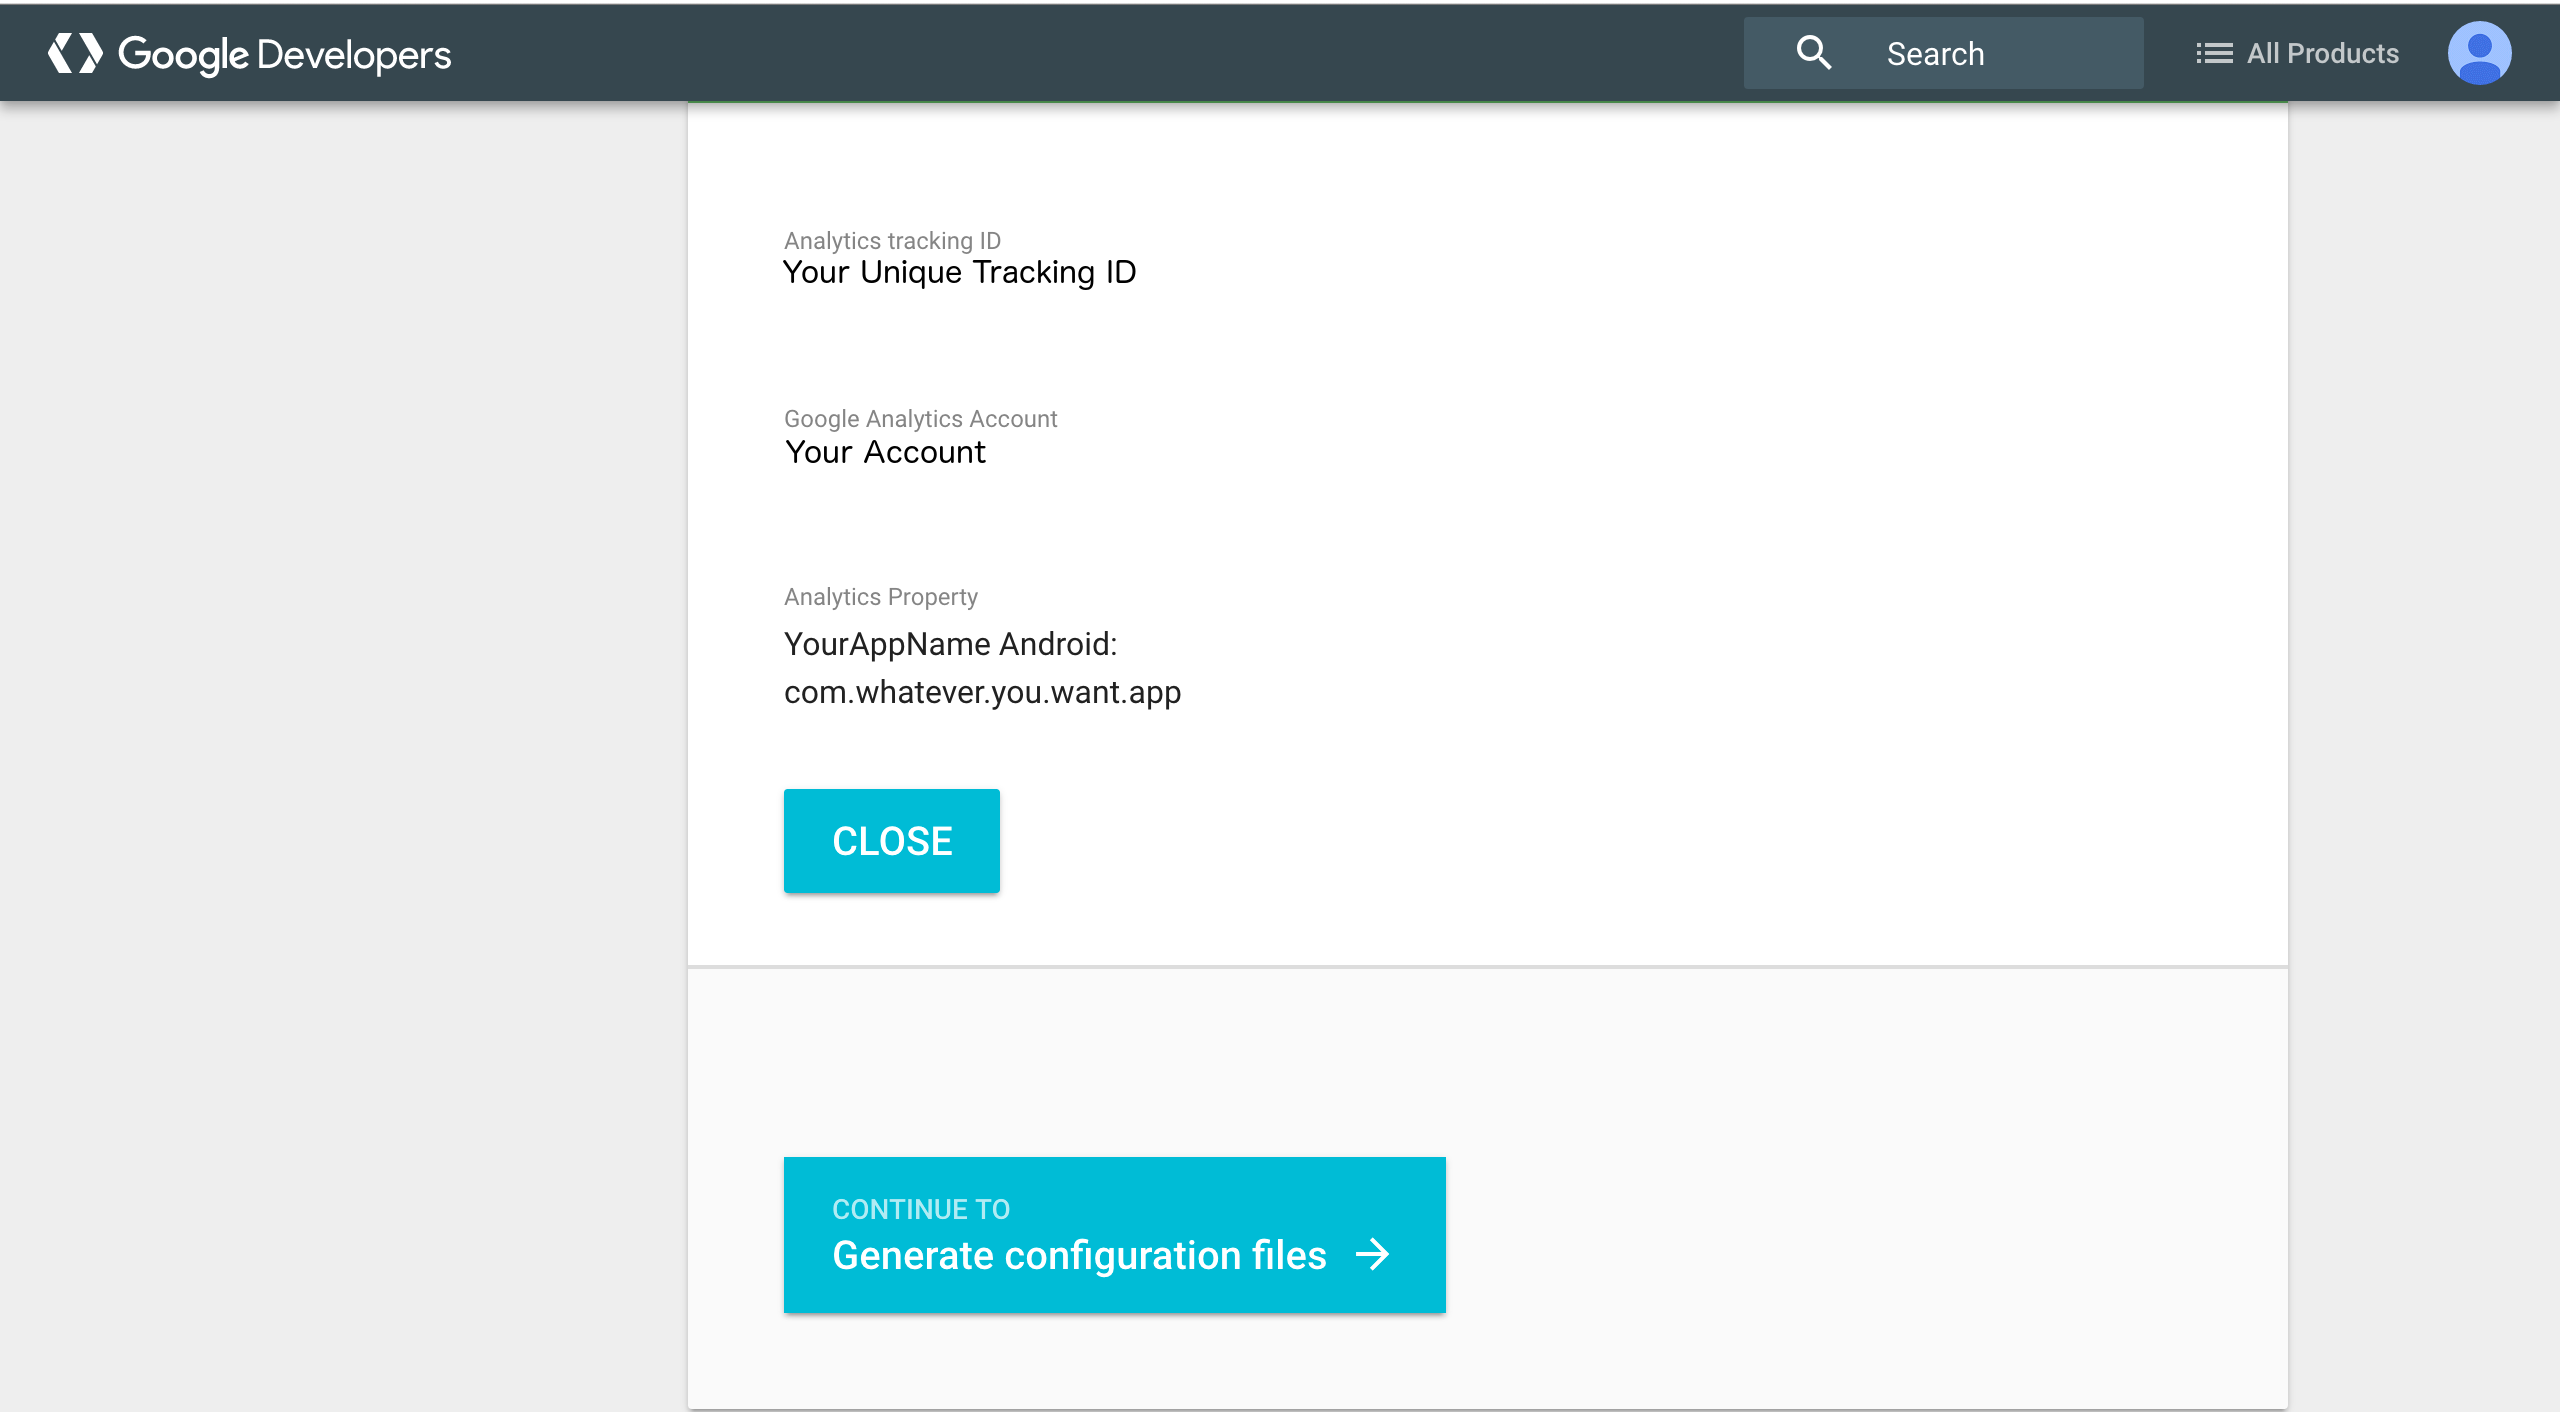 Google Developers
Search
All Products
Analytics tracking ID
Your Unique Tracking ID
Google Analytics Account
Your Account
Analytics Property
YourAppName Android:
com.whatever.you.want.app
CLOSE
CONTINUE TO
Generate configuration files